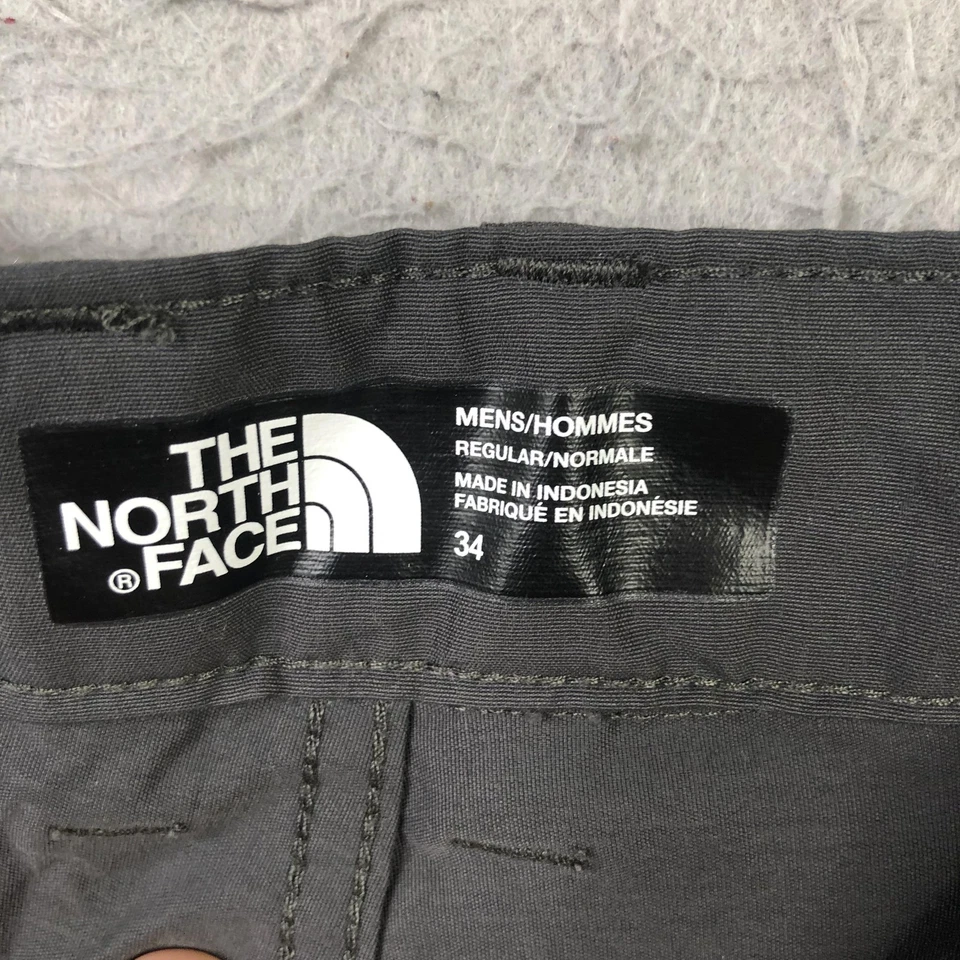 THE
NORTH
® FACE
MENS/HOMMES
REGULAR/NORMALE
MADE IN INDONESIA
FABRIQUÉ EN INDONÉSIE
34